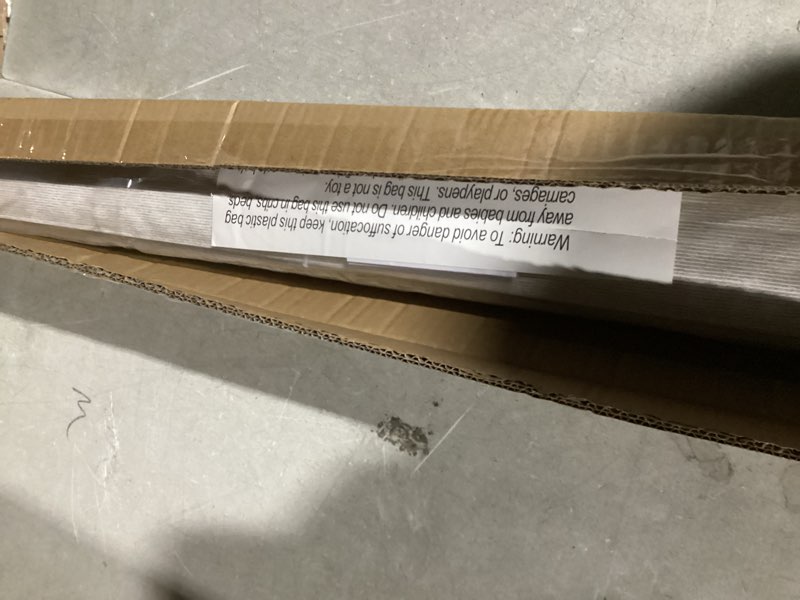 Warning: To avoid danger of suffocation, keep this plastic bag
away from babies and children. Do not use this bag in cribs, beds,
carriages, or playpens. This bag is not a toy.